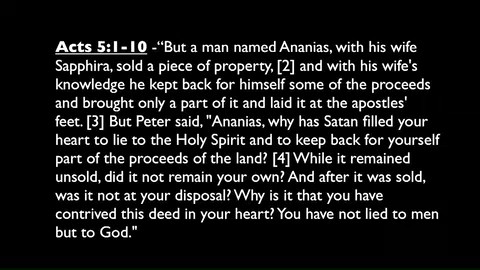 Acts 5:1-10 -“But a man named Ananias, with his wife
Sapphira, sold a piece of property, [2] and with his wife's
knowledge he kept back for himself some of the proceeds
and brought only a part of it and laid it at the apostles'
feet. [3] But Peter said, "Ananias, why has Satan filled your
heart to lie to the Holy Spirit and to keep back for yourself
part of the proceeds of the land? [4] While it remained
unsold, did it not remain your own? And after it was sold,
was it not at your disposal? Why is it that you have
contrived this deed in your heart? You have not lied to men
but to God."